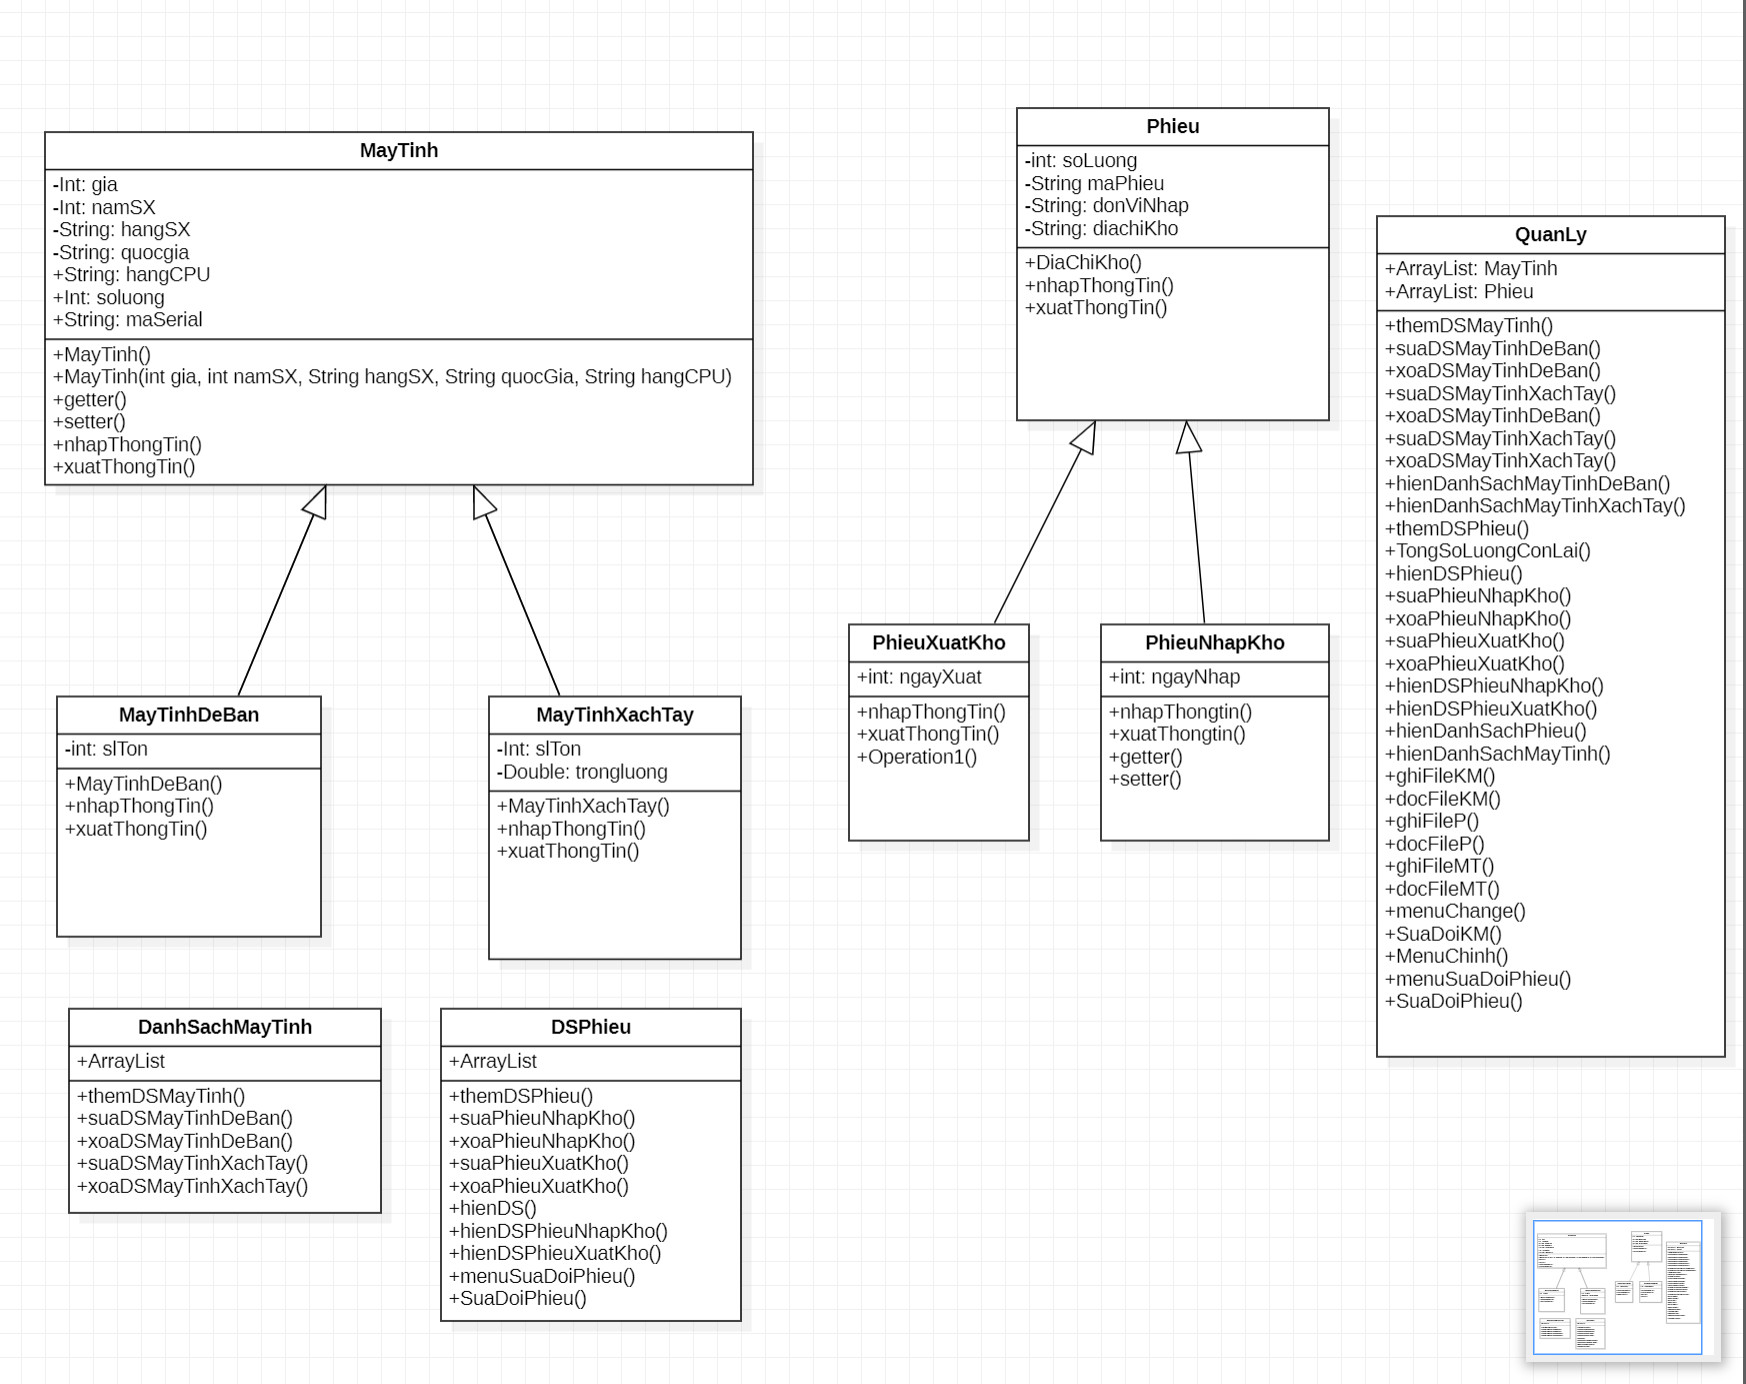 MayTinh
-Int: gia
-Int: namSX
-String: hangSX
-String: quocgia
+String: hangCPU
+Int: soluong
+String: maSerial
+MayTinh()
+MayTinh(int gia, int namSX, String hangSX, String quocGia, String hangCPU)
+getter()
+setter()
+nhapThongTin()
+xuatThongTin()
Phieu
-int: soLuong
-String maPhieu
-String: donViNhap
-String: diachiKho
+DiaChiKho()
+nhapThongTin()
+xuatThongTin()
QuanLy
+ArrayList: MayTinh
+ArrayList: Phieu
+themDSMayTinh()
+suaDSMayTinhDeBan()
+xoaDSMayTinhDeBan()
+suaDSMayTinhXachTay()
+xoaDSMayTinhDeBan()
+suaDSMayTinhXachTay()
+xoaDSMayTinhXachTay()
+hienDanhSachMayTinhDeBan()
+hienDanhSachMayTinhXachTay()
+themDSPhieu()
+TongSoLuongConLai()
+hienDSPhieu()
+suaPhieuNhapKho()
+xoaPhieuNhapKho()
+suaPhieuXuatKho()
+xoaPhieuXuatKho()
+hienDSPhieuNhapKho()
+hienDSPhieuXuatKho()
+hienDanhSachPhieu()
+hienDanhSachMayTinh()
+ghiFileKM()
+docFileKM()
+ghiFileP()
+docFileP()
+ghiFileMT()
+docFileMT()
+menuChange()
+SuaDoiKM()
+MenuChinh()
+menuSuaDoiPhieu()
+SuaDoiPhieu()
PhieuXuatKho
+int: ngayXuat
+nhapThongTin()
+xuatThongTin()
+Operation1()
PhieuNhapKho
+int: ngayNhap
+nhapThongtin()
+xuatThongtin()
+getter()
+setter()
MayTinhDeBan
-int: slTon
+MayTinhDeBan()
+nhapThongTin()
+xuatThongTin()
MayTinhXachTay
-Int: slTon
-Double: trongluong
+MayTinhXachTay()
+nhapThongTin()
+xuatThongTin()
DanhSachMayTinh
+ArrayList
+themDSMayTinh()
+suaDSMayTinhDeBan()
+xoaDSMayTinhDeBan()
+suaDSMayTinhXachTay()
+xoaDSMayTinhXachTay()
DSPhieu
+ArrayList
+themDSPhieu()
+suaPhieuNhapKho()
+xoaPhieuNhapKho()
+suaPhieuXuatKho()
+xoaPhieuXuatKho()
+hienDS()
+hienDSPhieuNhapKho()
+hienDSPhieuXuatKho()
+menuSuaDoiPhieu()
+SuaDoiPhieu()